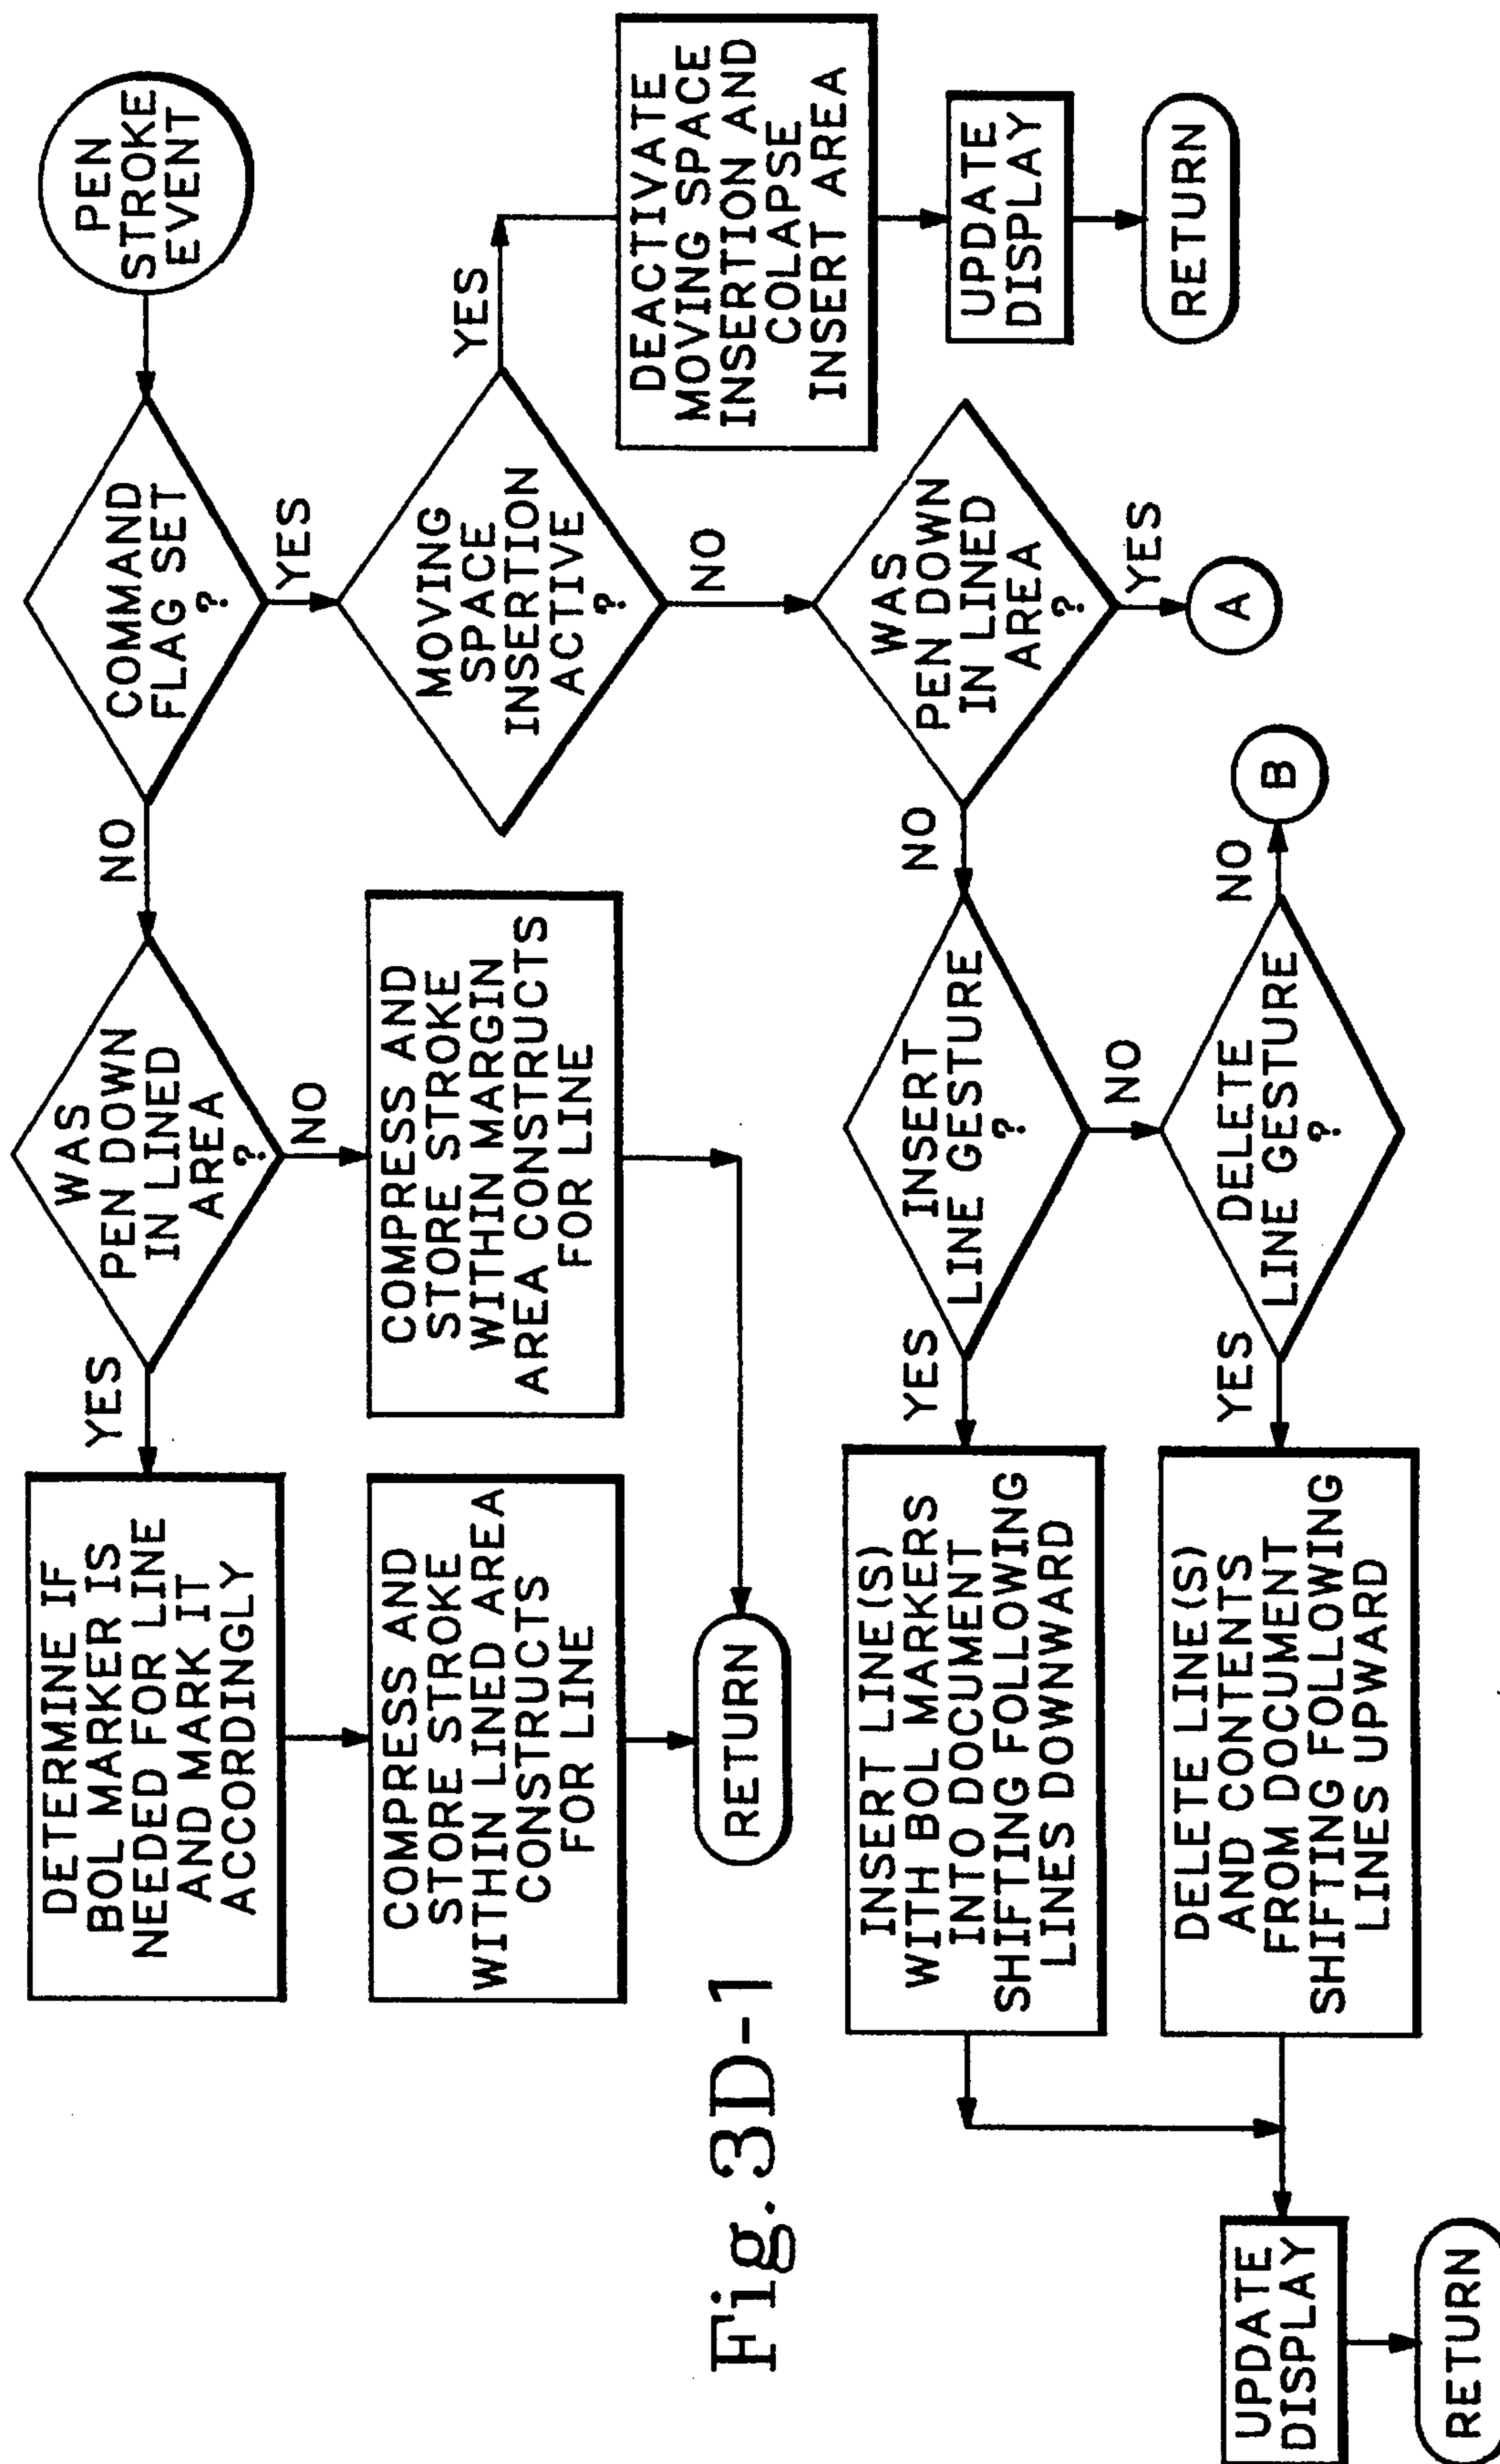 PEN
STROKE
EVENT
COMMAND
FLAG SET
?
NO
YES
WAS
PEN DOWN
IN LINED
AREA
?
YES
NO
DETERMINE IF
BOL MARKER IS
NEEDED FOR LINE
AND MARK IT
ACCORDINGLY
COMPRESS AND
STORE STROKE
WITHIN LINED AREA
CONSTRUCTS
FOR LINE
COMPRESS AND
STORE STROKE
WITHIN MARGIN
AREA CONSTRUCTS
FOR LINE
RETURN
MOVING
SPACE
INSERTION
ACTIVE
?
YES
NO
DEACTIVATE
MOVING SPACE
INSERTION AND
COLAPSE
INSERT AREA
UPDATE
DISPLAY
RETURN
WAS
PEN DOWN
IN LINED
AREA
?
NO
YES
A
INSERT
LINE GESTURE
?
YES
NO
INSERT LINE(S)
WITH BOL MARKERS
INTO DOCUMENT
SHIFTING FOLLOWING
LINES DOWNWARD
DELETE
LINE GESTURE
?
NO
B
YES
DELETE LINE(S)
AND CONTENTS
FROM DOCUMENT
SHIFTING FOLLOWING
LINES UPWARD
UPDATE
DISPLAY
RETURN
Fig. 3D-1